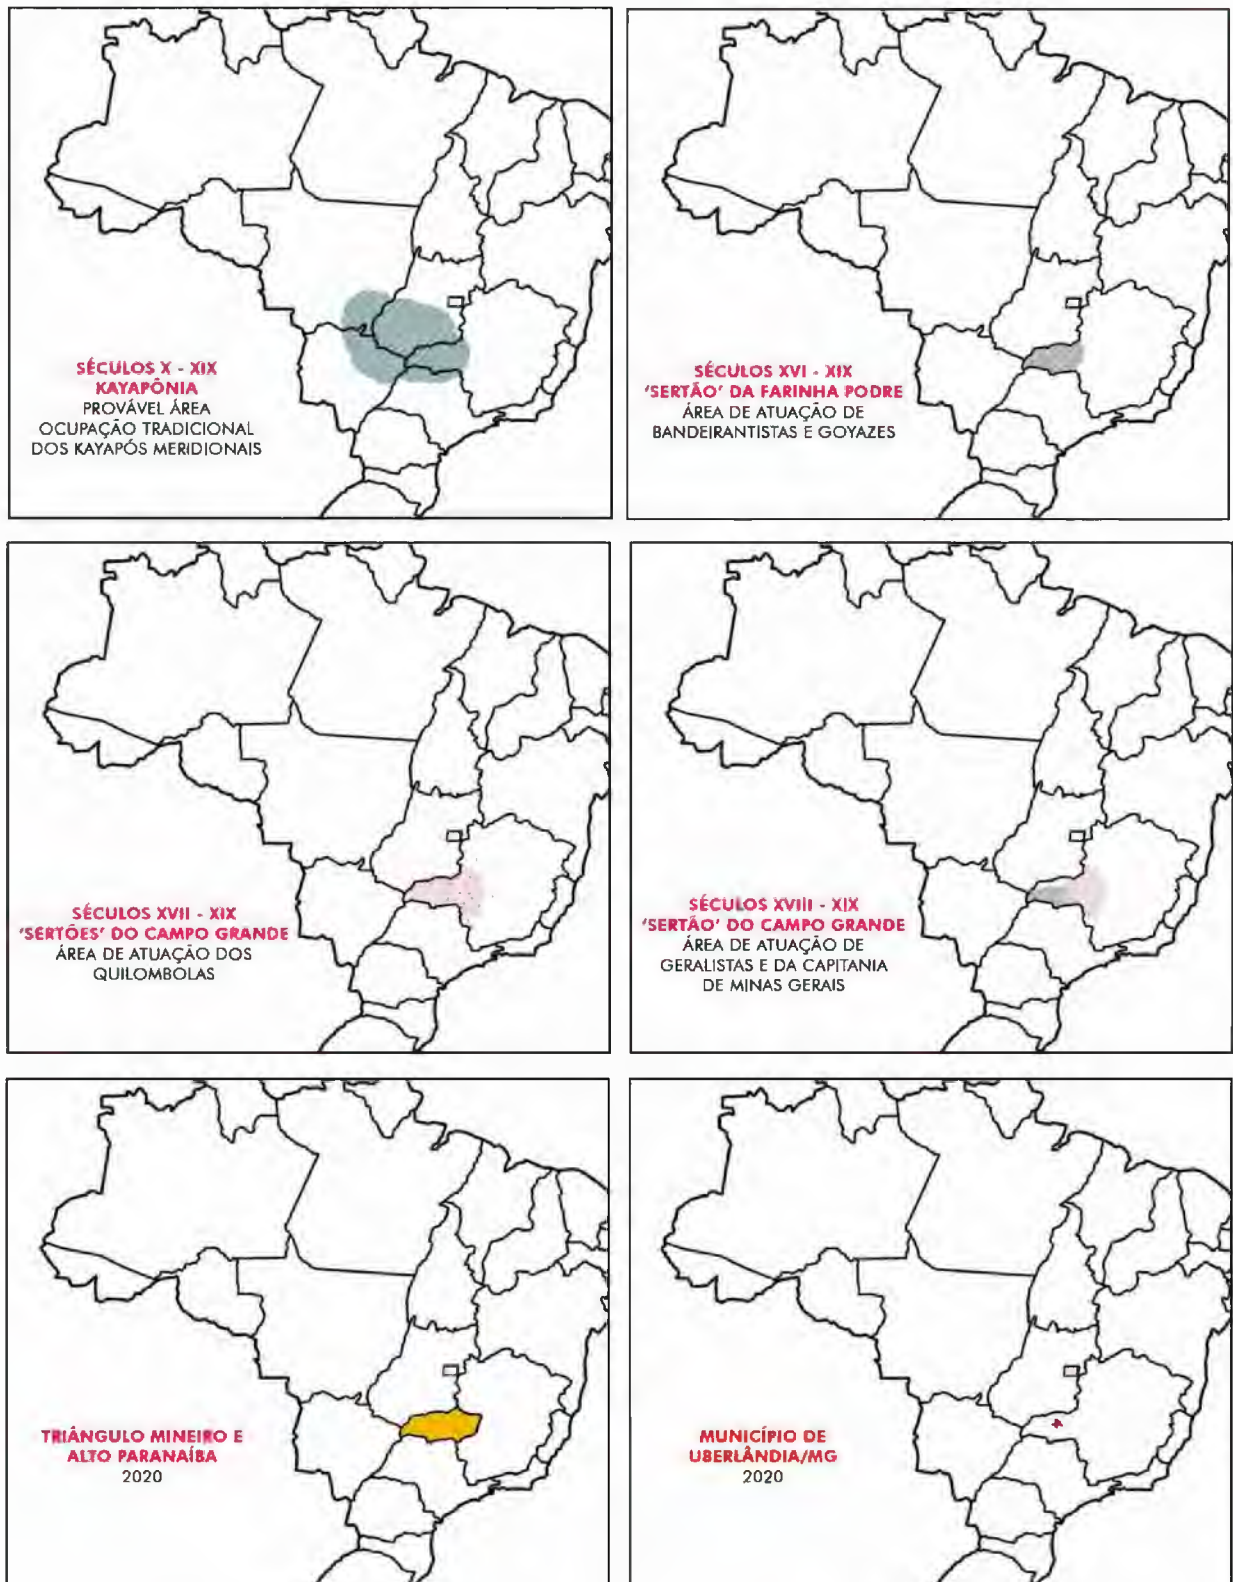 SÉCULOS X - XIX
KAYAPÔNIA
PROVÁVEL ÁREA
OCUPAÇÃO TRADICIONAL
DOS KAYAPÓS MERIDIONAIS
SÉCULOS XVI - XIX
'SERTÃO' DA FARINHA PODRE
ÁREA DE ATUAÇÃO DE
BANDEIRANTISTAS E GOYAZES
SÉCULOS XVII - XIX
'SERTÕES' DO CAMPO GRANDE
ÁREA DE ATUAÇÃO DOS
QUILOMBOLAS
SÉCULOS XVIII - XIX
'SERTÃO' DO CAMPO GRANDE
ÁREA DE ATUAÇÃO DE
GERALISTAS E DA CAPITANIA
DE MINAS GERAIS
TRIÂNGULO MINEIRO E
ALTO PARANAÍBA
2020
MUNICÍPIO DE
UBERLÂNDIA/MG
2020